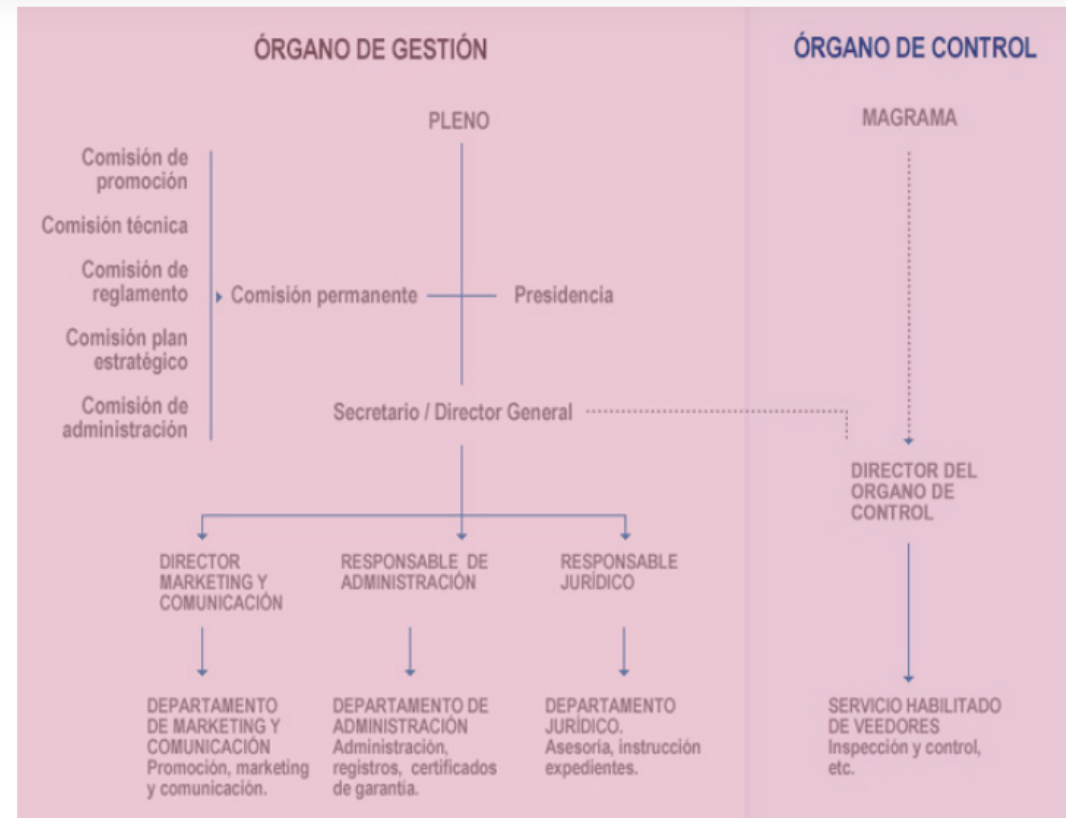 ÓRGANO DE GESTIÓN
PLENO
Comisión de
promoción
Comisión técnica
Comisión de
reglamento
Comisión plan
estratégico
Comisión de
administración
Comisión permanente
Presidencia
Secretario / Director General
DIRECTOR
MARKETING Y
COMUNICACIÓN
RESPONSABLE DE
ADMINISTRACIÓN
RESPONSABLE
JURÍDICO
DEPARTAMENTO
DE MARKETING Y
COMUNICACIÓN
Promoción, marketing
y comunicación.
DEPARTAMENTO DE
ADMINISTRACIÓN
Administración,
registros, certificados
de garantía.
DEPARTAMENTO
JURÍDICO.
Asesoría, instrucción
expedientes.
ÓRGANO DE CONTROL
MAGRAMA
DIRECTOR DEL
ORGANO DE
CONTROL
SERVICIO HABILITADO
DE VEEDORES
Inspección y control,
etc.